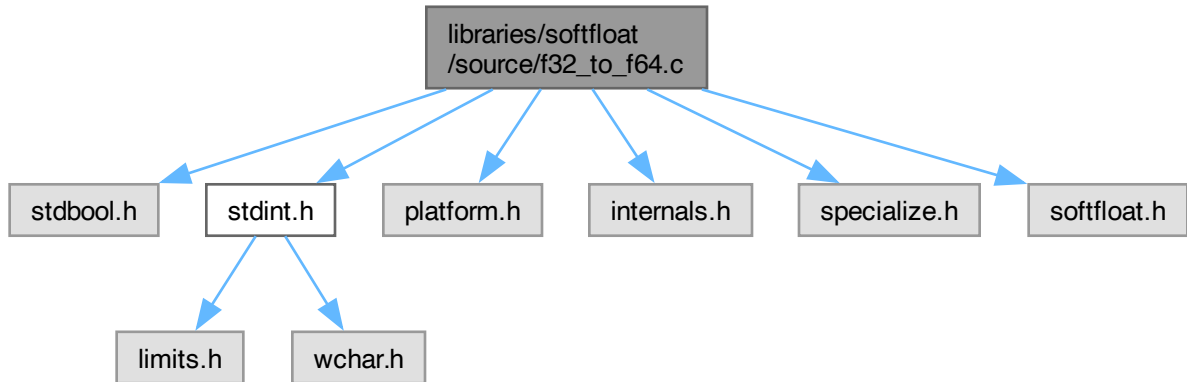 libraries/softfloat
/source/f32_to_f64.c
stdbool.h
stdint.h
platform.h
internals.h
specialize.h
softfloat.h
limits.h
wchar.h